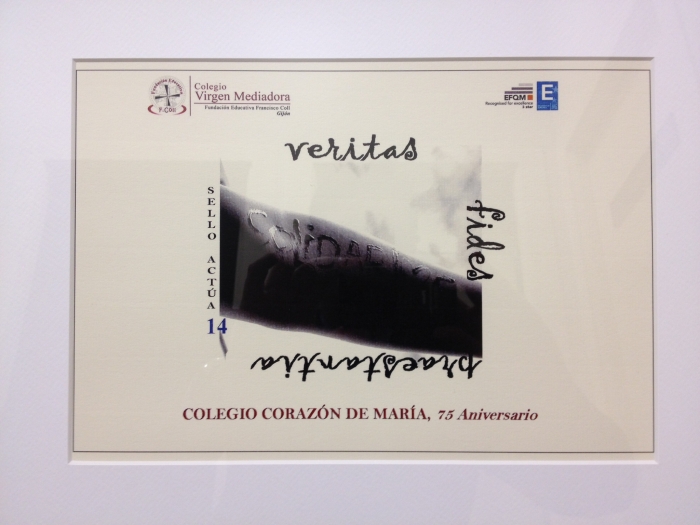 Colegio
Virgen Mediadora
Fundación Educativa Francisco Coll
Gijón
EFQM
Recognised for excellence
E
veritas
fides
praestantia
SELLO ACTÚA
14
COLEGIO CORAZÓN DE MARÍA, 75 Aniversario